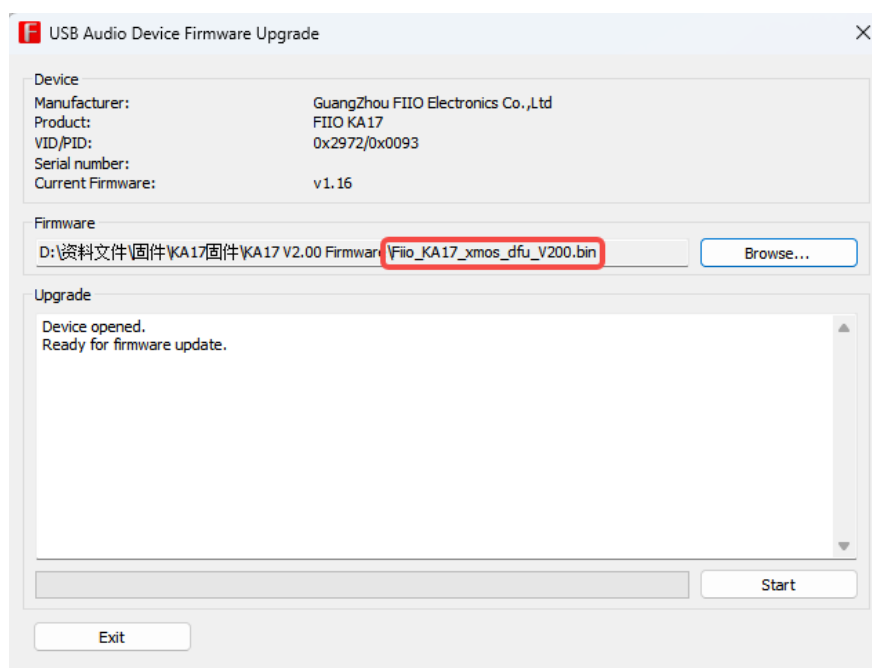 F USB Audio Device Firmware Upgrade
Device
Manufacturer: GuangZhou FIIO Electronics Co.,Ltd
Product: FIIO KA17
VID/PID: 0x2972/0x0093
Serial number:
Current Firmware: v1.16
Firmware
D:\资料文件\固件\KA17固件\KA17 V2.00 Firmware\Fiio_KA17_xmos_dfu_V200.bin Browse...
Upgrade
Device opened.
Ready for firmware update.
Start
Exit